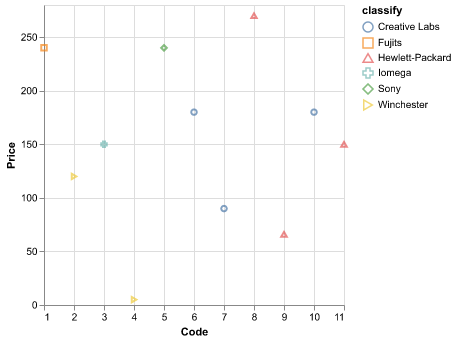 classify
Creative Labs
Fujits
Hewlett-Packard
Iomega
Sony
Winchester
Price
250
200
150
100
50
0
1 2 3 4 5 6 7 8 9 10 11
Code